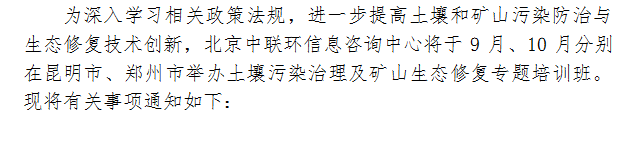 为深入学习相关政策法规，进一步提高土壤和矿山污染防治与
生态修复技术创新，北京中联环信息咨询中心将于 9 月、10 月分别
在昆明市、郑州市举办土壤污染治理及矿山生态修复专题培训班。
现将有关事项通知如下：